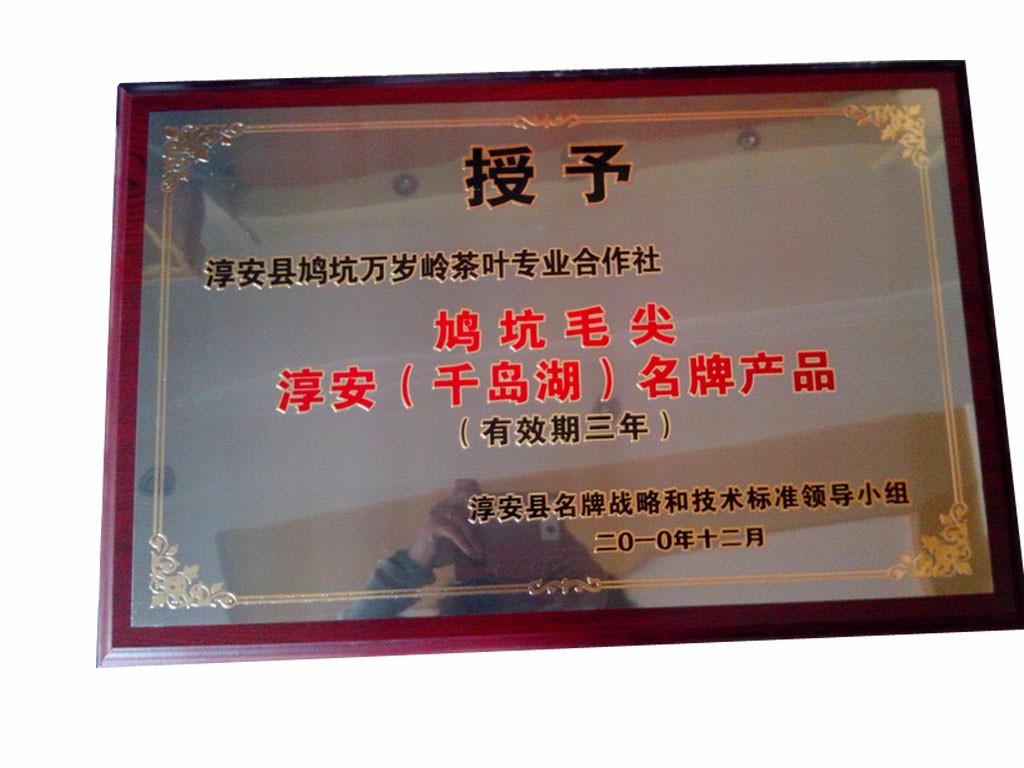 授予
淳安县鸠坑万岁岭茶叶专业合作社
鸠坑毛尖
淳安（千岛湖）名牌产品
（有效期三年）
淳安县名牌战略和技术标准领导小组
二O一O年十二月